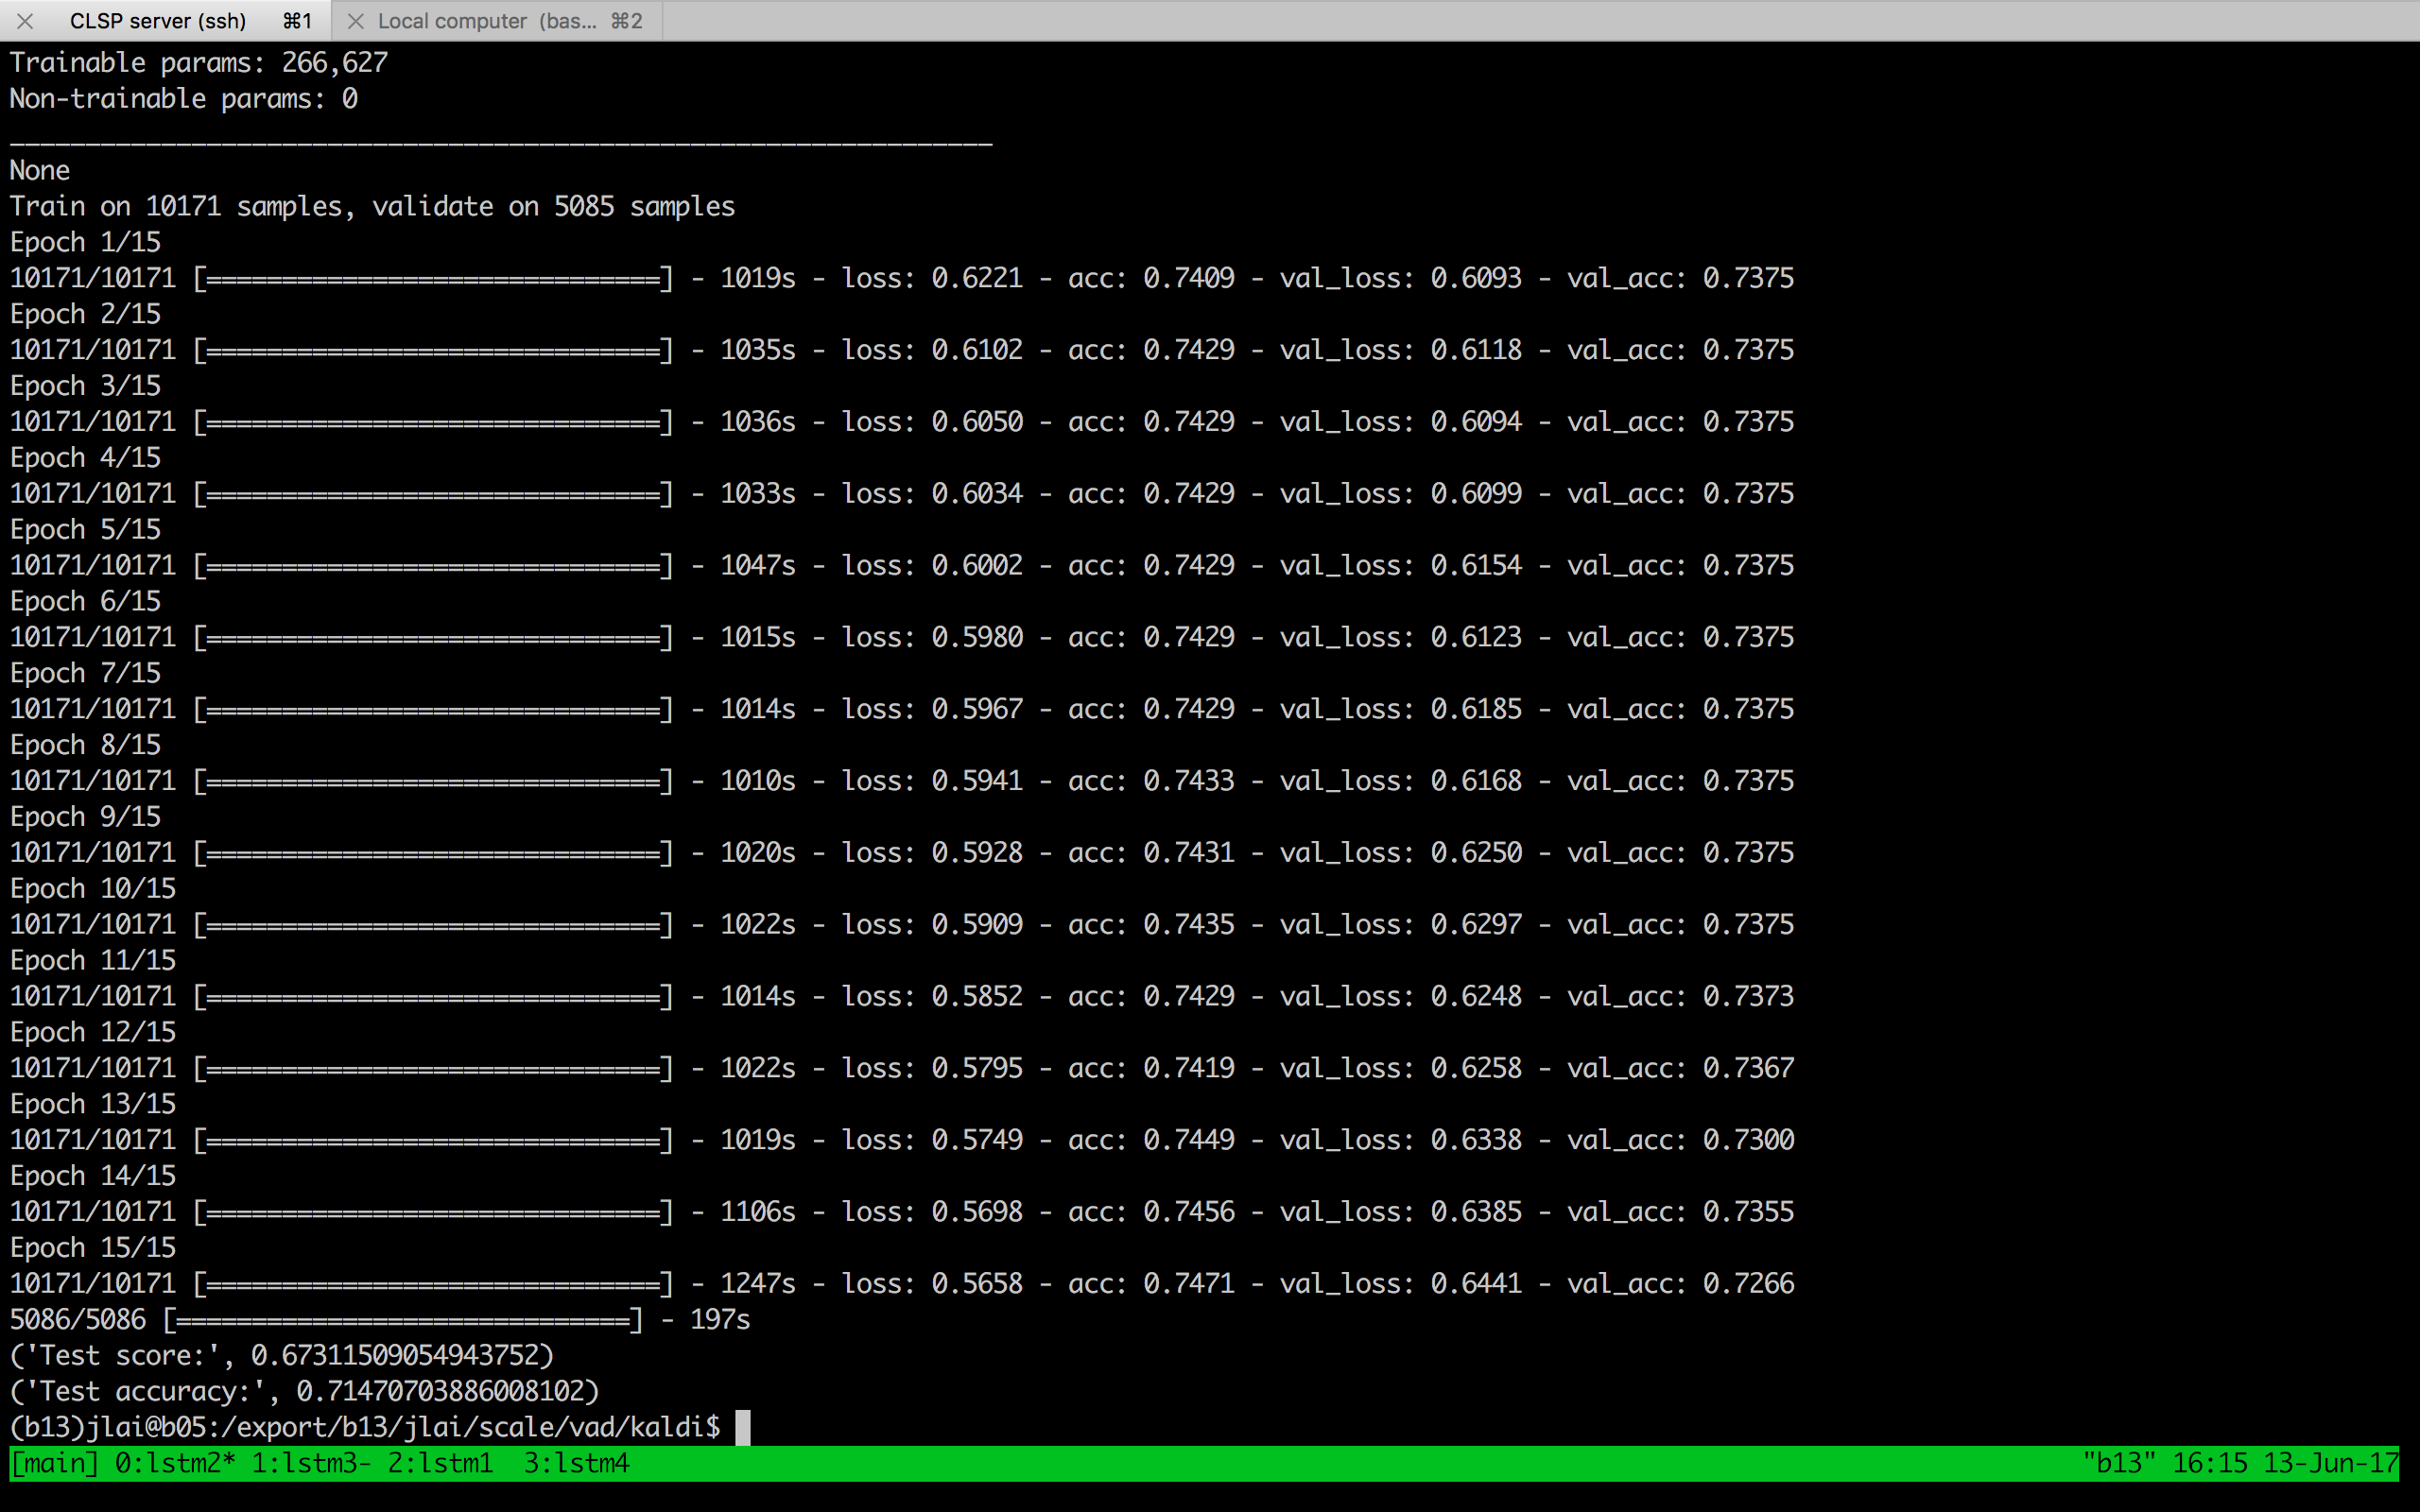 CLSP server (ssh) ⌘1 Local computer (bas... ⌘2
Trainable params: 266,627
Non-trainable params: 0
_________________________________________________________________
None
Train on 10171 samples, validate on 5085 samples
Epoch 1/15
10171/10171 [==============================] - 1019s - loss: 0.6221 - acc: 0.7409 - val_loss: 0.6093 - val_acc: 0.7375
Epoch 2/15
10171/10171 [==============================] - 1035s - loss: 0.6102 - acc: 0.7429 - val_loss: 0.6118 - val_acc: 0.7375
Epoch 3/15
10171/10171 [==============================] - 1036s - loss: 0.6050 - acc: 0.7429 - val_loss: 0.6094 - val_acc: 0.7375
Epoch 4/15
10171/10171 [==============================] - 1033s - loss: 0.6034 - acc: 0.7429 - val_loss: 0.6099 - val_acc: 0.7375
Epoch 5/15
10171/10171 [==============================] - 1047s - loss: 0.6002 - acc: 0.7429 - val_loss: 0.6154 - val_acc: 0.7375
Epoch 6/15
10171/10171 [==============================] - 1015s - loss: 0.5980 - acc: 0.7429 - val_loss: 0.6123 - val_acc: 0.7375
Epoch 7/15
10171/10171 [==============================] - 1014s - loss: 0.5967 - acc: 0.7429 - val_loss: 0.6185 - val_acc: 0.7375
Epoch 8/15
10171/10171 [==============================] - 1010s - loss: 0.5941 - acc: 0.7433 - val_loss: 0.6168 - val_acc: 0.7375
Epoch 9/15
10171/10171 [==============================] - 1020s - loss: 0.5928 - acc: 0.7431 - val_loss: 0.6250 - val_acc: 0.7375
Epoch 10/15
10171/10171 [==============================] - 1022s - loss: 0.5909 - acc: 0.7435 - val_loss: 0.6297 - val_acc: 0.7375
Epoch 11/15
10171/10171 [==============================] - 1014s - loss: 0.5852 - acc: 0.7429 - val_loss: 0.6248 - val_acc: 0.7373
Epoch 12/15
10171/10171 [==============================] - 1022s - loss: 0.5795 - acc: 0.7419 - val_loss: 0.6258 - val_acc: 0.7367
Epoch 13/15
10171/10171 [==============================] - 1019s - loss: 0.5749 - acc: 0.7449 - val_loss: 0.6338 - val_acc: 0.7300
Epoch 14/15
10171/10171 [==============================] - 1106s - loss: 0.5698 - acc: 0.7456 - val_loss: 0.6385 - val_acc: 0.7355
Epoch 15/15
10171/10171 [==============================] - 1247s - loss: 0.5658 - acc: 0.7471 - val_loss: 0.6441 - val_acc: 0.7266
5086/5086 [==============================] - 197s
('Test score:', 0.67311509054943752)
('Test accuracy:', 0.71470703886008102)
(b13)jlai@b05:/export/b13/jlai/scale/vad/kaldi$
[main] 0:lstm2* 1:lstm3- 2:lstm1  3:lstm4 "b13" 16:15 13-Jun-17